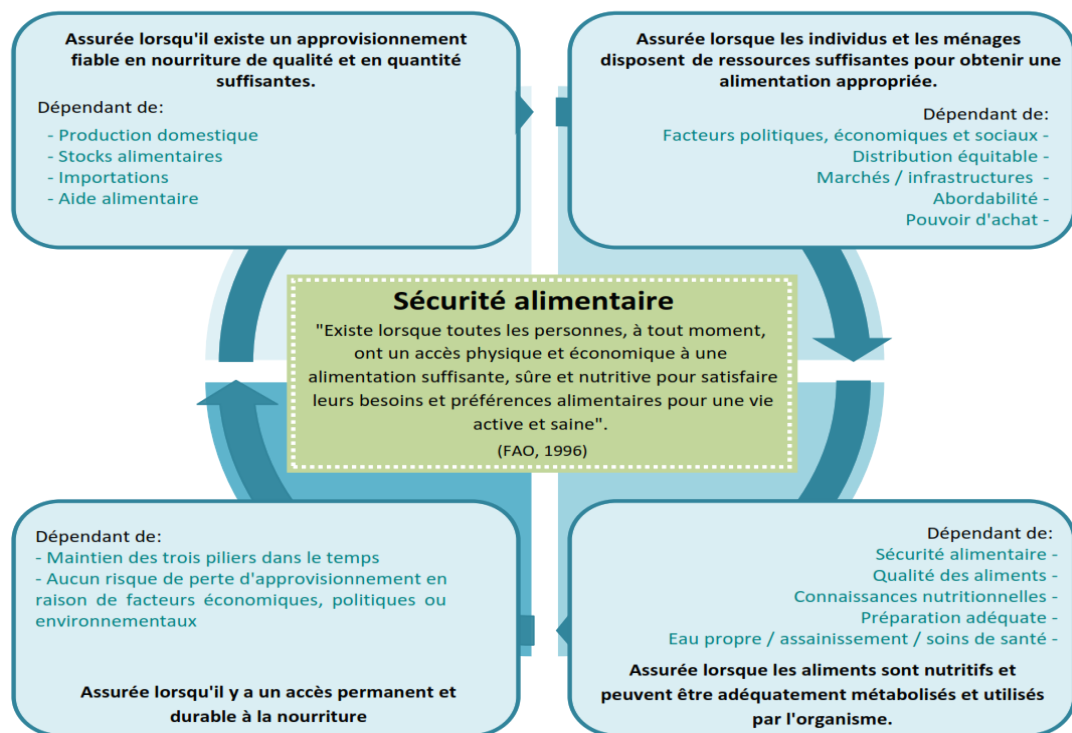 Assurée lorsqu'il existe un approvisionnement
fiable en nourriture de qualité et en quantité
suffisantes.
Dépendant de:
- Production domestique
- Stocks alimentaires
- Importations
- Aide alimentaire
Assurée lorsque les individus et les ménages
disposent de ressources suffisantes pour obtenir une
alimentation appropriée.
Dépendant de:
Facteurs politiques, économiques et sociaux -
Distribution équitable -
Marchés / infrastructures -
Abordabilité -
Pouvoir d'achat -
Sécurité alimentaire
"Existe lorsque toutes les personnes, à tout moment,
ont un accès physique et économique à une
alimentation suffisante, sûre et nutritive pour satisfaire
leurs besoins et préférences alimentaires pour une vie
active et saine".
(FAO, 1996)
Dépendant de:
- Maintien des trois piliers dans le temps
- Aucun risque de perte d'approvisionnement en
raison de facteurs économiques, politiques ou
environnementaux
Assurée lorsqu'il y a un accès permanent et
durable à la nourriture
Dépendant de:
Sécurité alimentaire -
Qualité des aliments -
Connaissances nutritionnelles -
Préparation adéquate -
Eau propre / assainissement / soins de santé -
Assurée lorsque les aliments sont nutritifs et
peuvent être adéquatement métabolisés et utilisés
par l'organisme.